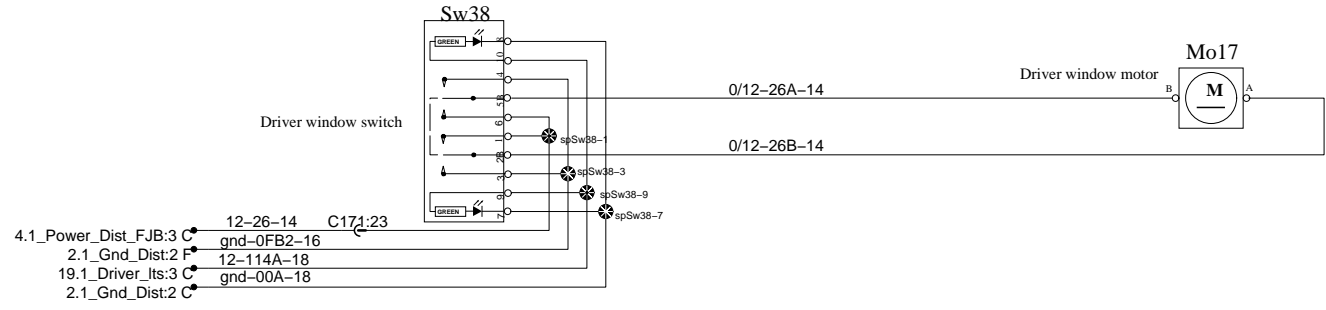 Sw38
GREEN
8
10
4
5B
6
1
2B
3
9
7
GREEN
Driver window switch
spSw38-1
spSw38-3
spSw38-9
spSw38-7
0/12-26A-14
0/12-26B-14
Mo17
Driver window motor
B
M
A
12-26-14
C171:23
4.1_Power_Dist_FJB:3 C
gnd-0FB2-16
2.1_Gnd_Dist:2 F
12-114A-18
19.1_Driver_lts:3 C
gnd-00A-18
2.1_Gnd_Dist:2 C